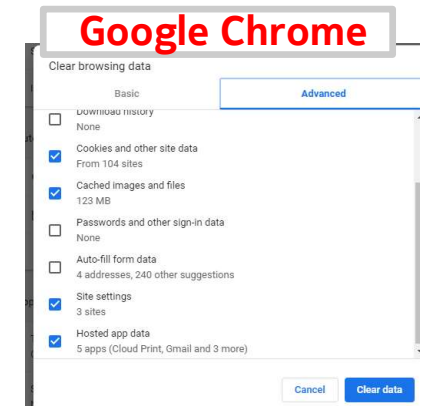 Google Chrome
Clear browsing data
Basic
Advanced
Download history
None
Cookies and other site data
From 104 sites
Cached images and files
123 MB
Passwords and other sign-in data
None
Auto-fill form data
4 addresses, 240 other suggestions
Site settings
3 sites
Hosted app data
5 apps (Cloud Print, Gmail and 3 more)
Cancel
Clear data